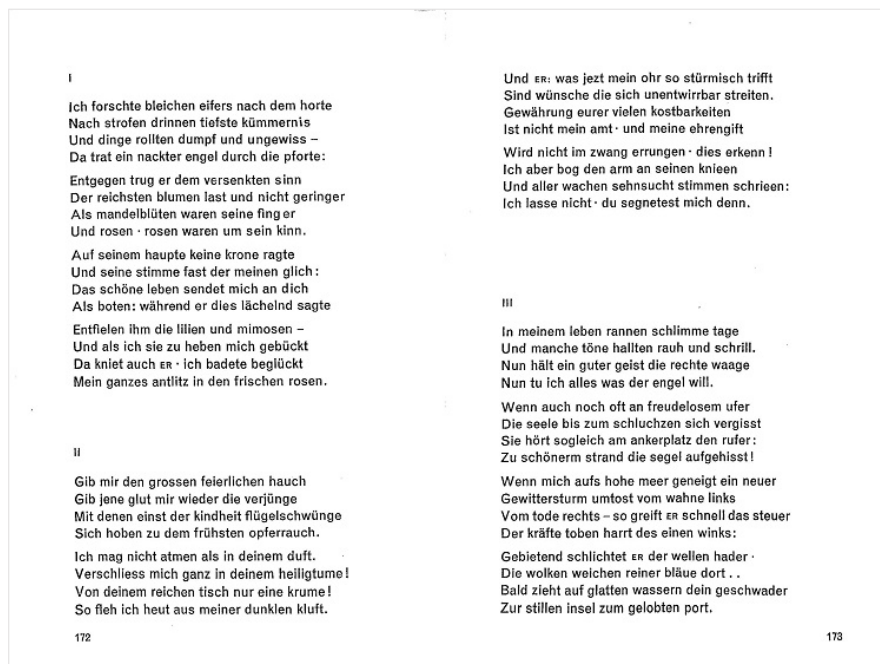 I
Ich forschte bleichen eifers nach dem horte
Nach strofen drinnen tiefste kümmernis
Und dinge rollten dumpf und ungewiss –
Da trat ein nackter engel durch die pforte:
Entgegen trug er dem versenkten sinn
Der reichsten blumen last und nicht geringer
Als mandelblüten waren seine finger
Und rosen · rosen waren um sein kinn.
Auf seinem haupte keine krone ragte
Und seine stimme fast der meinen glich:
Das schöne leben sendet mich an dich
Als boten: während er dies lächelnd sagte
Entfielen ihm die lilien und mimosen –
Und als ich sie zu heben mich gebückt
Da kniet auch ER · ich badete beglückt
Mein ganzes antlitz in den frischen rosen.
II
Gib mir den grossen feierlichen hauch
Gib jene glut mir wieder die verjünge
Mit denen einst der kindheit flügelschwünge
Sich hoben zu dem frühsten opferrauch.
Ich mag nicht atmen als in deinem duft.
Verschliess mich ganz in deinem heiligtume!
Von deinem reichen tisch nur eine krume!
So fleh ich heut aus meiner dunklen kluft.
172
Und ER: was jezt mein ohr so stürmisch trifft
Sind wünsche die sich unentwirrbar streiten.
Gewährung eurer vielen kostbarkeiten
Ist nicht mein amt · und meine ehrengift
Wird nicht im zwang errungen · dies erkenn!
Ich aber bog den arm an seinen knieen
Und aller wachen sehnsucht stimmen schrieen:
Ich lasse nicht · du segnetest mich denn.
III
In meinem leben rannen schlimme tage
Und manche töne hallten rauh und schrill.
Nun hält ein guter geist die rechte waage
Nun tu ich alles was der engel will.
Wenn auch noch oft an freudelosem ufer
Die seele bis zum schluchzen sich vergisst
Sie hört sogleich am ankerplatz den rufer:
Zu schönerm strand die segel aufgehisst!
Wenn mich aufs hohe meer geneigt ein neuer
Gewittersturm umtost vom wahne links
Vom tode rechts – so greift ER schnell das steuer
Der kräfte toben harrt des einen winks:
Gebietend schlichtet ER der wellen hader ·
Die wolken weichen reiner bläue dort . .
Bald zieht auf glatten wassern dein geschwader
Zur stillen insel zum gelobten port.
173